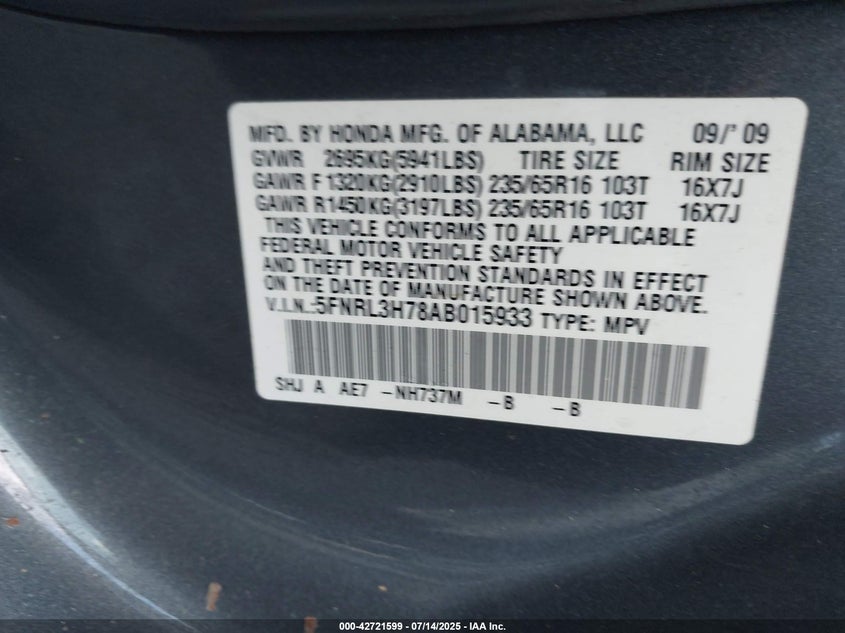 MFD. BY HONDA MFG. OF ALABAMA, LLC 09/' 09
GVWR 2695KG(5941LBS) TIRE SIZE RIM SIZE
GAWR F1320KG(2910LBS) 235/65R16 103T 16X7J
GAWR R1450KG(3197LBS) 235/65R16 103T 16X7J
THIS VEHICLE CONFORMS TO ALL APPLICABLE
FEDERAL MOTOR VEHICLE SAFETY
AND THEFT PREVENTION STANDARDS IN EFFECT
ON THE DATE OF MANUFACTURE SHOWN ABOVE.
V.I.N.:5FNRL3H78AB015933 TYPE: MPV
SHJ A AE7 -NH737M -B -B
000-42721599 | 07/14/2025 - IAA Inc.